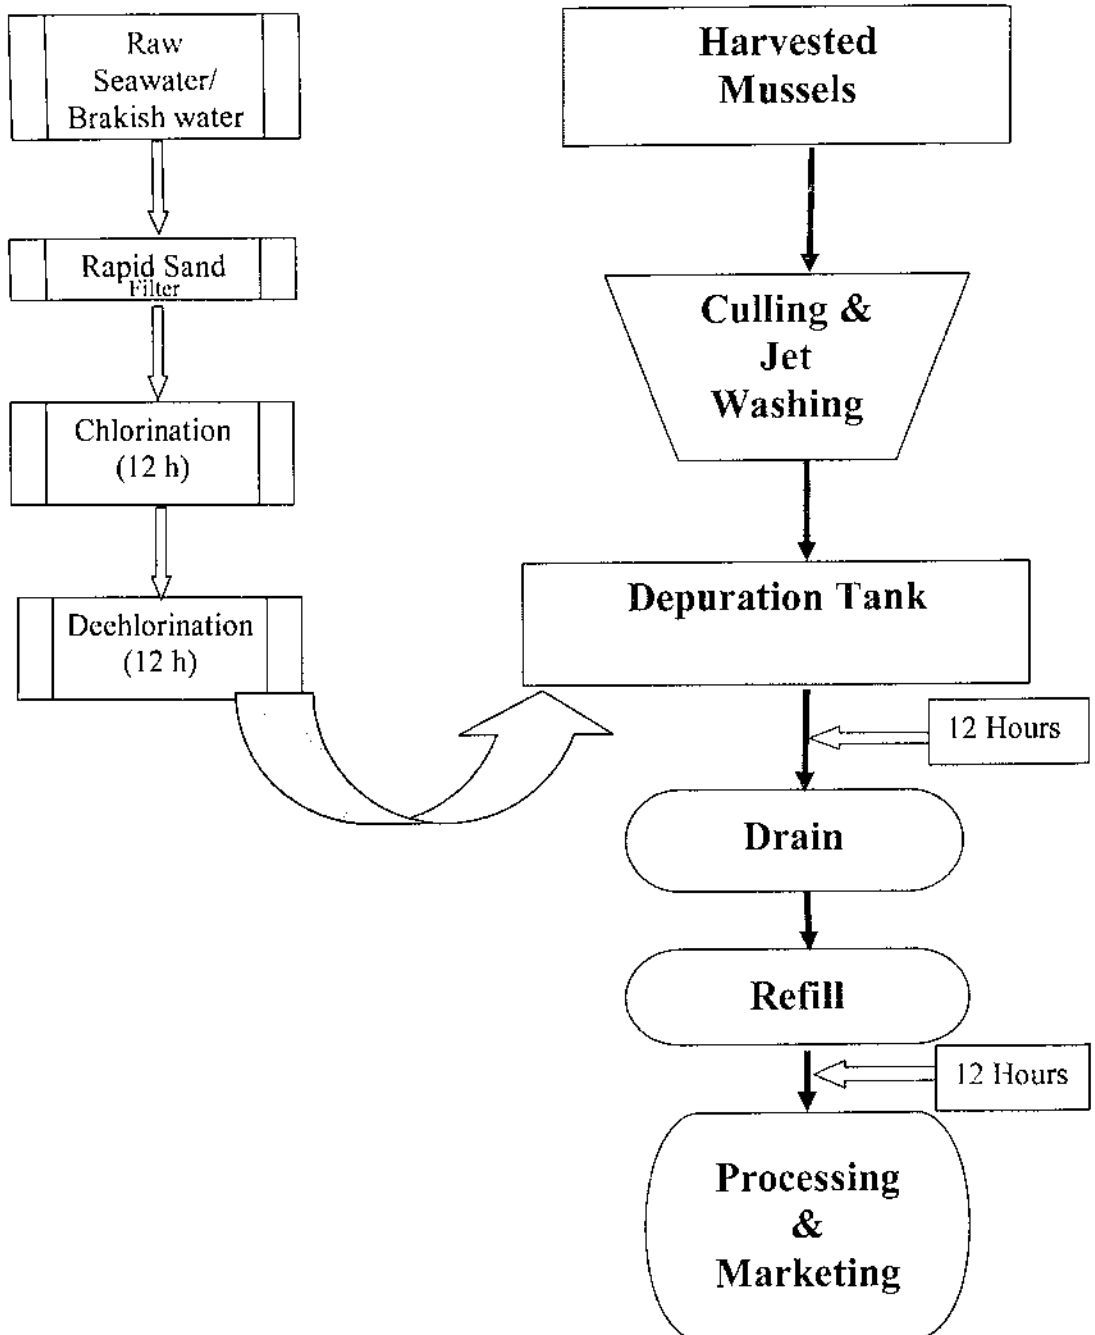 Raw
Seawater/
Brakish water
Rapid Sand
Filter
Chlorination
(12 h)
Dechlorination
(12 h)
Harvested
Mussels
Culling &
Jet
Washing
Depuration Tank
12 Hours
Drain
Refill
12 Hours
Processing
&
Marketing